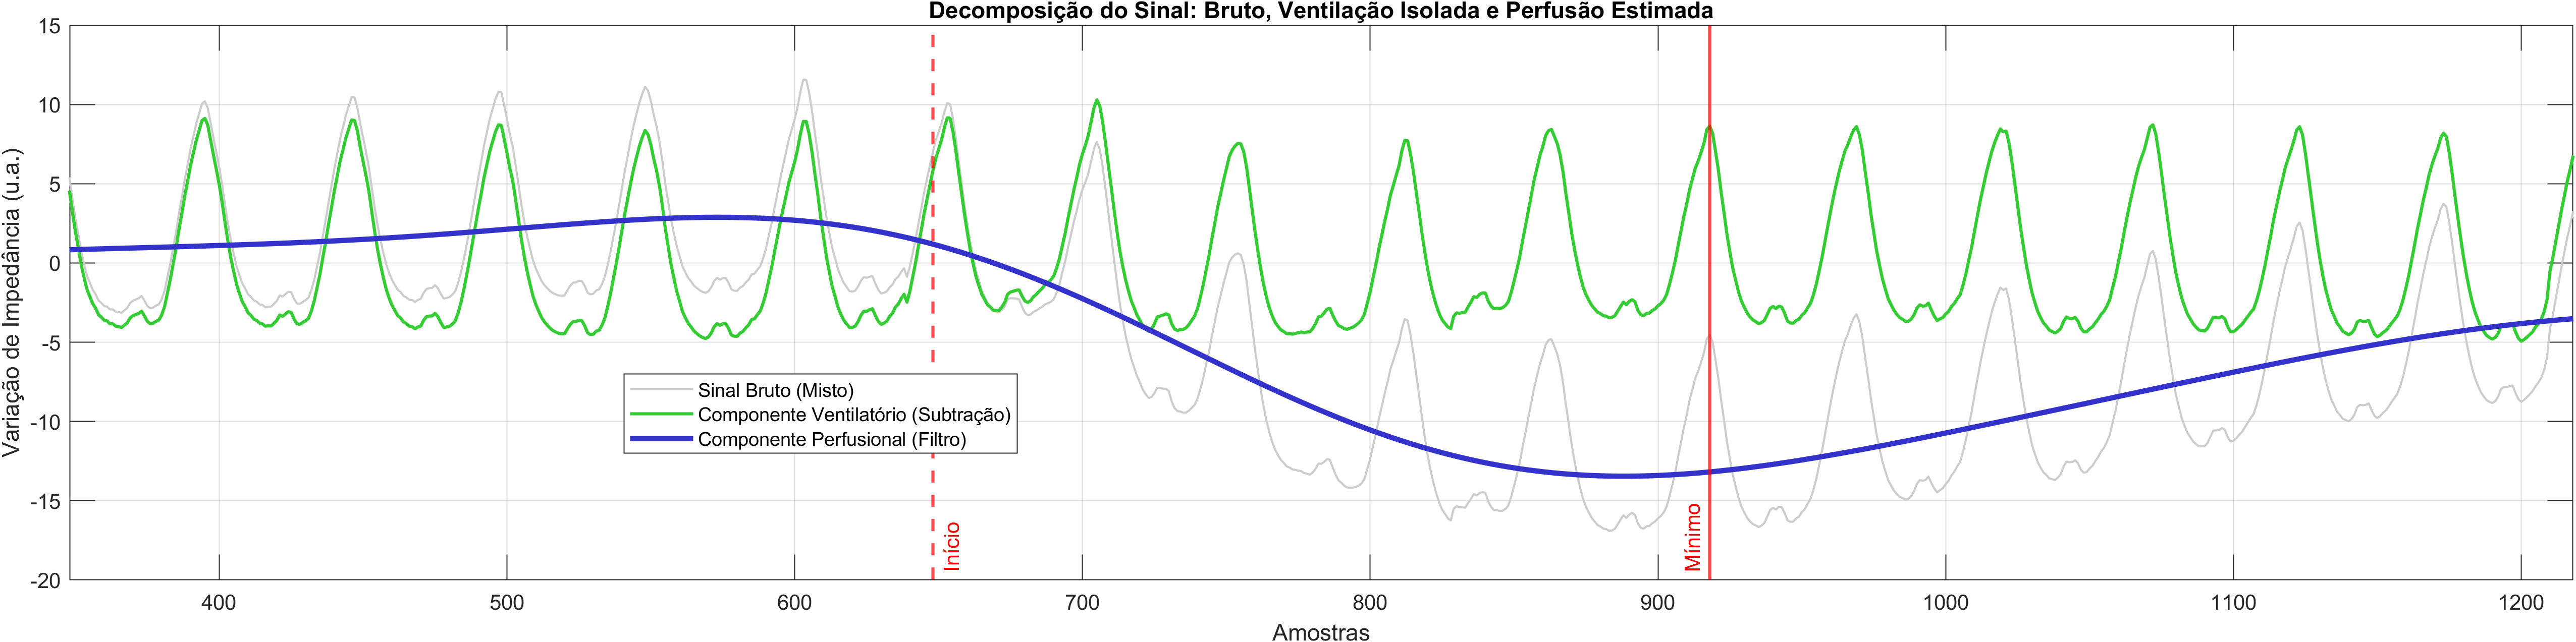 Decomposição do Sinal: Bruto, Ventilação Isolada e Perfusão Estimada
Variação de Impedância (u.a.)
15
10
5
0
-5
-10
-15
-20
Sinal Bruto (Misto)
Componente Ventilatório (Subtração)
Componente Perfusional (Filtro)
Início
Mínimo
400
500
600
700
800
900
1000
1100
1200
Amostras